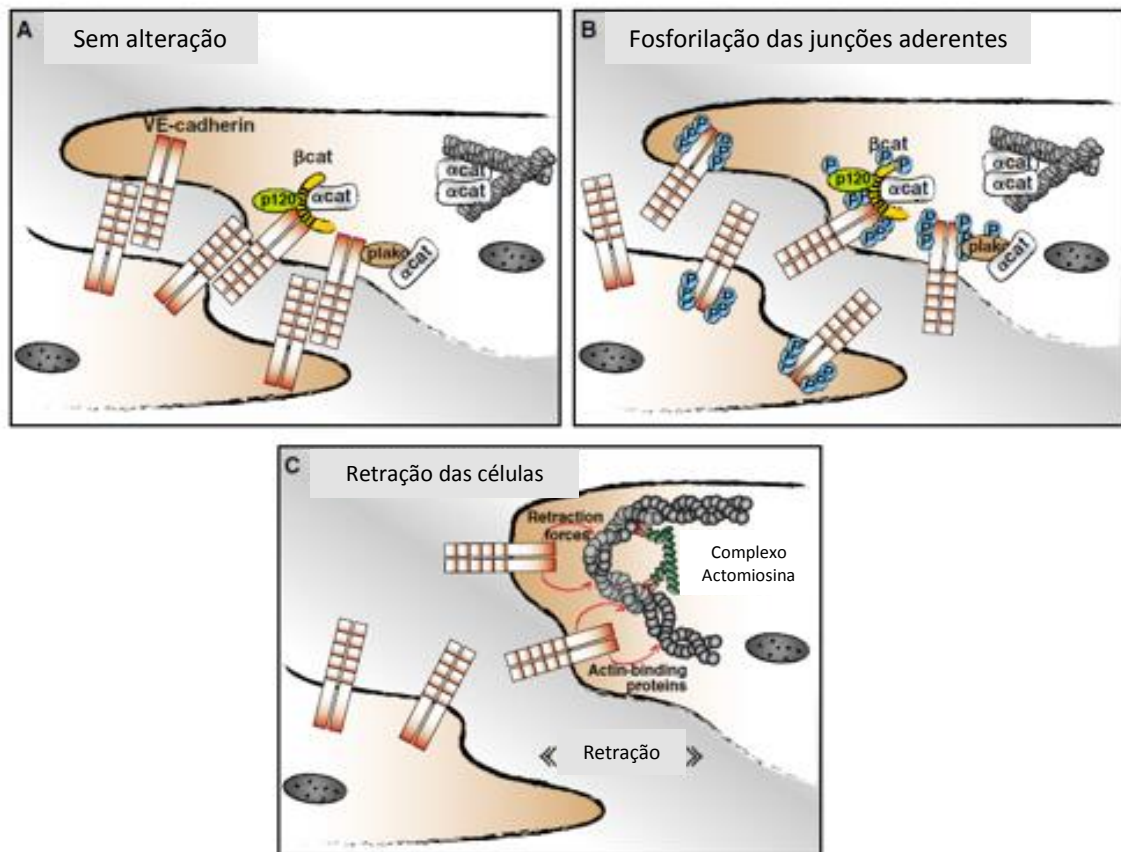 A
Sem alteração
VE-cadherin
βcat
p120
αcat
αcat
αcat
plako
αcat
B
Fosforilação das junções aderentes
P P P P P P
βcat
P P P
p120
αcat
αcat
αcat
P
P
P P P
P P P
P
P
plako
αcat
P P P P
P P P P P
C
Retração das células
Retraction
forces
Complexo
Actomiosina
Actin-binding
proteins
Retração